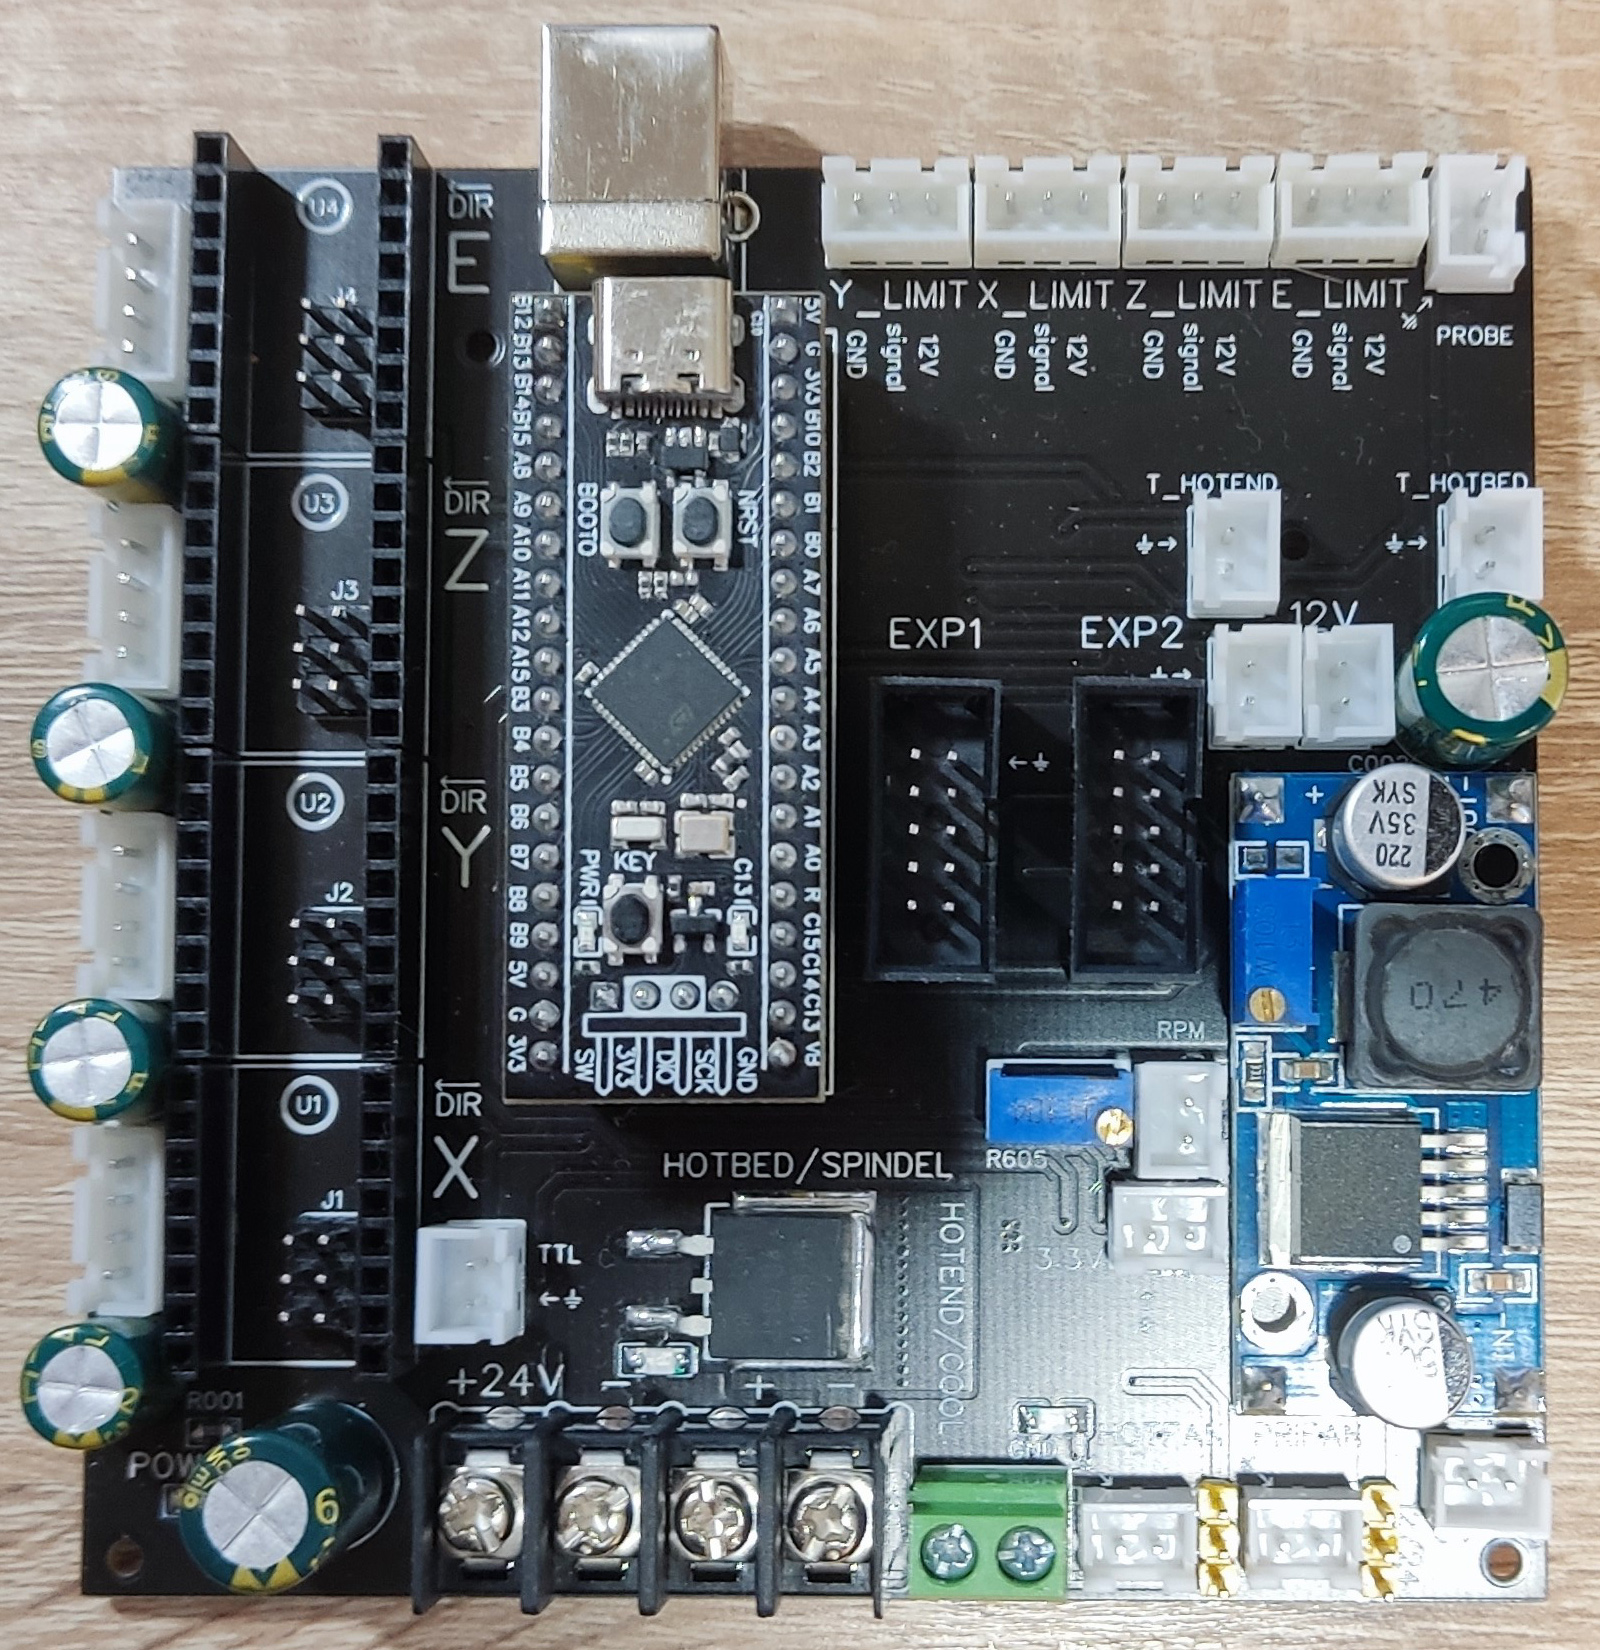 U4
DIR
E
J4
Y_LIMIT X_LIMIT Z_LIMIT E_LIMIT
GND signal 12V
GND signal 12V
GND signal 12V
GND signal 12V
PROBE
U3
DIR
Z
J3
B12
B13
B14
B15
A8
A9
A10
A11
A12
A15
B3
B4
B5
B6
B7
B8
B9
5V
G
3V3
5V
G
3V3
B10
B2
B1
B0
A7
A6
A5
A4
A3
A2
A1
A0
R
C15
C14
C13
VB
BOOT0
NRST
KEY
PWR
C13
SW
3V3
DIO
SCK
GND
T_HOTEND
T_HOTBED
12V
EXP1 EXP2
U2
DIR
Y
J2
220
35V
SYK
+
470
RPM
R605
U1
DIR
X
J1
HOTBED/SPINDEL
HOTEND/COOL
TTL
3.3V
IN-
+24V - + -
R001
GND